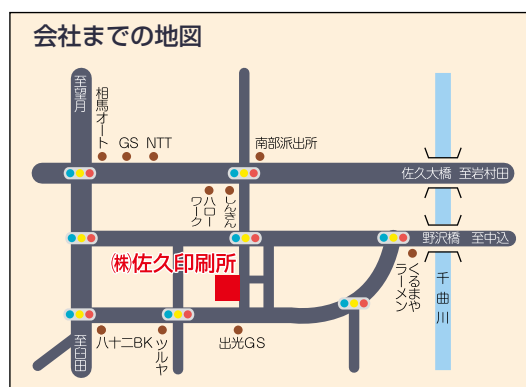 会社までの地図
至望月
相馬オート
GS
NTT
南部派出所
佐久大橋
至岩村田
ハロー
ワーク
しんきん
野沢橋
至中込
㈱佐久印刷所
くるまや
ラーメン
千曲川
至臼田
八十二BK
ツルヤ
出光GS